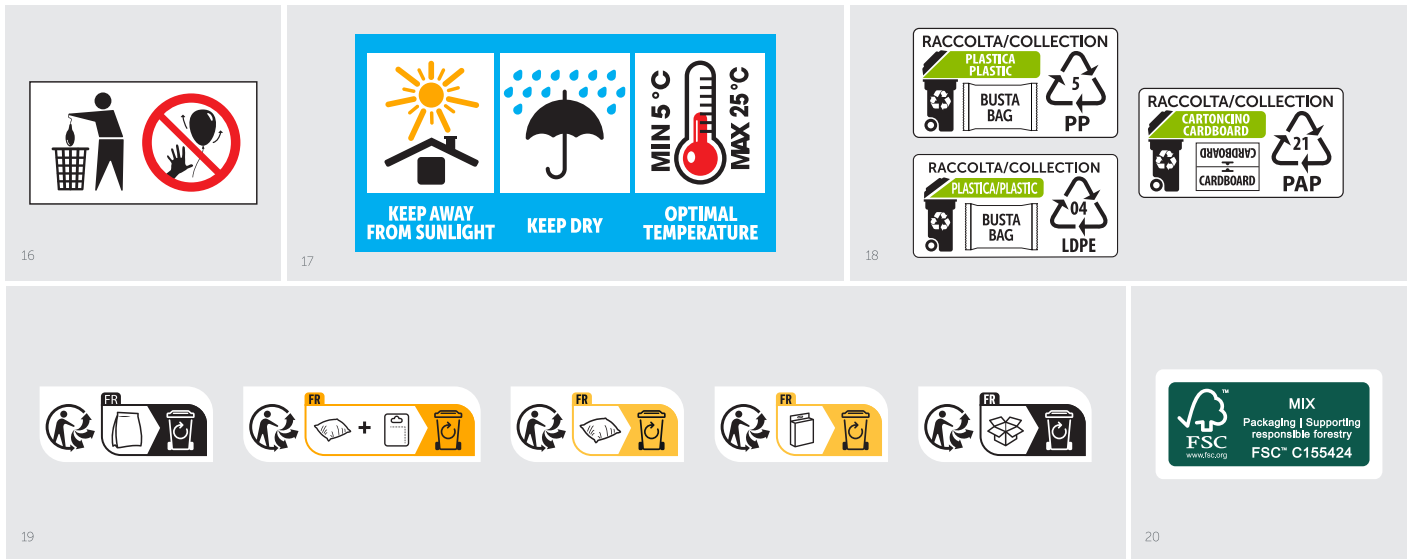 16
MIN 5 °C
MAX 25 °C
KEEP AWAY
FROM SUNLIGHT
KEEP DRY
OPTIMAL
TEMPERATURE
17
RACCOLTA/COLLECTION
PLASTICA
PLASTIC
BUSTA
BAG
5
PP
RACCOLTA/COLLECTION
PLASTICA/PLASTIC
BUSTA
BAG
04
LDPE
RACCOLTA/COLLECTION
CARTONCINO
CARDBOARD
CARDBOARD
CARDBOARD
21
PAP
18
FR
FR
+
FR
FR
FR
19
FSC
www.fsc.org
™
MIX
Packaging | Supporting
responsible forestry
FSC™ C155424
20